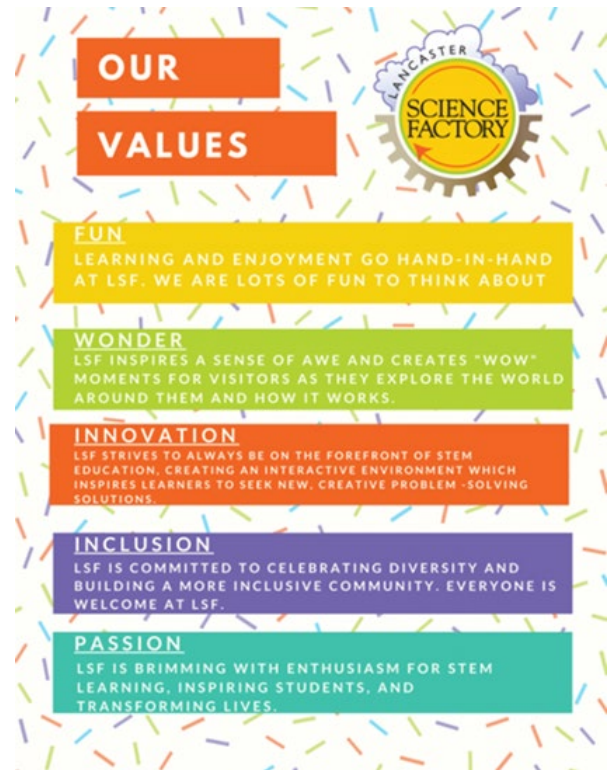 OUR
VALUES
LANCASTER
SCIENCE
FACTORY
FUN
LEARNING AND ENJOYMENT GO HAND-IN-HAND
AT LSF. WE ARE LOTS OF FUN TO THINK ABOUT
WONDER
LSF INSPIRES A SENSE OF AWE AND CREATES "WOW"
MOMENTS FOR VISITORS AS THEY EXPLORE THE WORLD
AROUND THEM AND HOW IT WORKS.
INNOVATION
LSF STRIVES TO ALWAYS BE ON THE FOREFRONT OF STEM
EDUCATION, CREATING AN INTERACTIVE ENVIRONMENT WHICH
INSPIRES LEARNERS TO SEEK NEW, CREATIVE PROBLEM -SOLVING
SOLUTIONS.
INCLUSION
LSF IS COMMITTED TO CELEBRATING DIVERSITY AND
BUILDING A MORE INCLUSIVE COMMUNITY. EVERYONE IS
WELCOME AT LSF.
PASSION
LSF IS BRIMMING WITH ENTHUSIASM FOR STEM
LEARNING, INSPIRING STUDENTS, AND
TRANSFORMING LIVES.